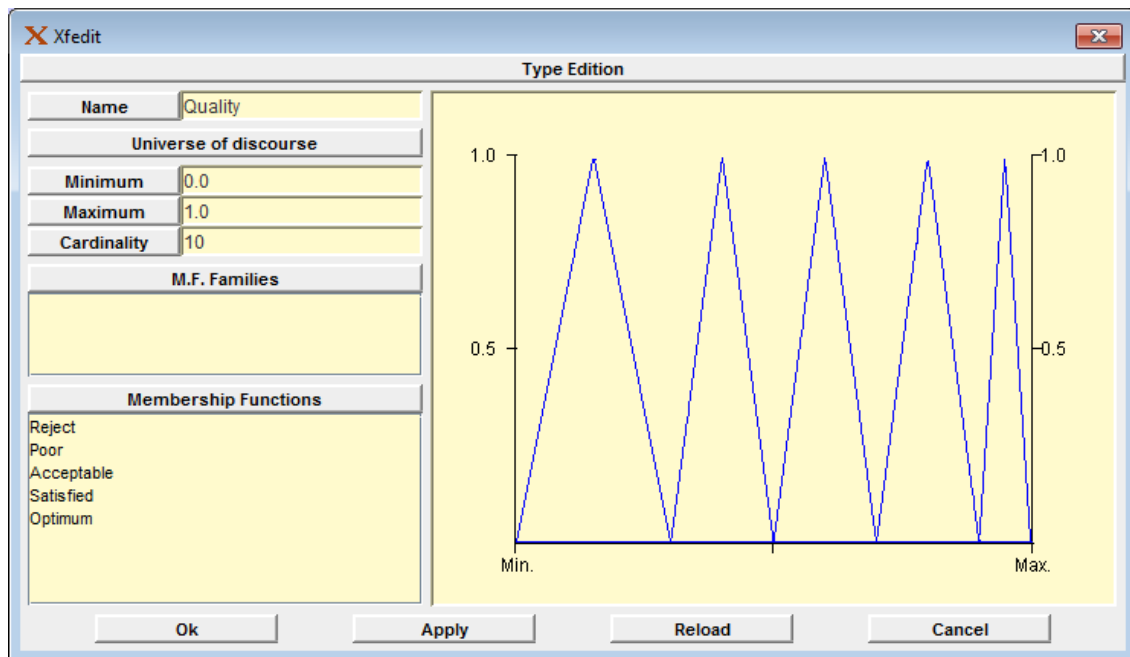 Xfedit
Type Edition
Name Quality
Universe of discourse
Minimum 0.0
Maximum 1.0
Cardinality 10
M.F. Families
Membership Functions
Reject
Poor
Acceptable
Satisfied
Optimum
1.0 1.0
0.5 0.5
Min. Max.
Ok Apply Reload Cancel